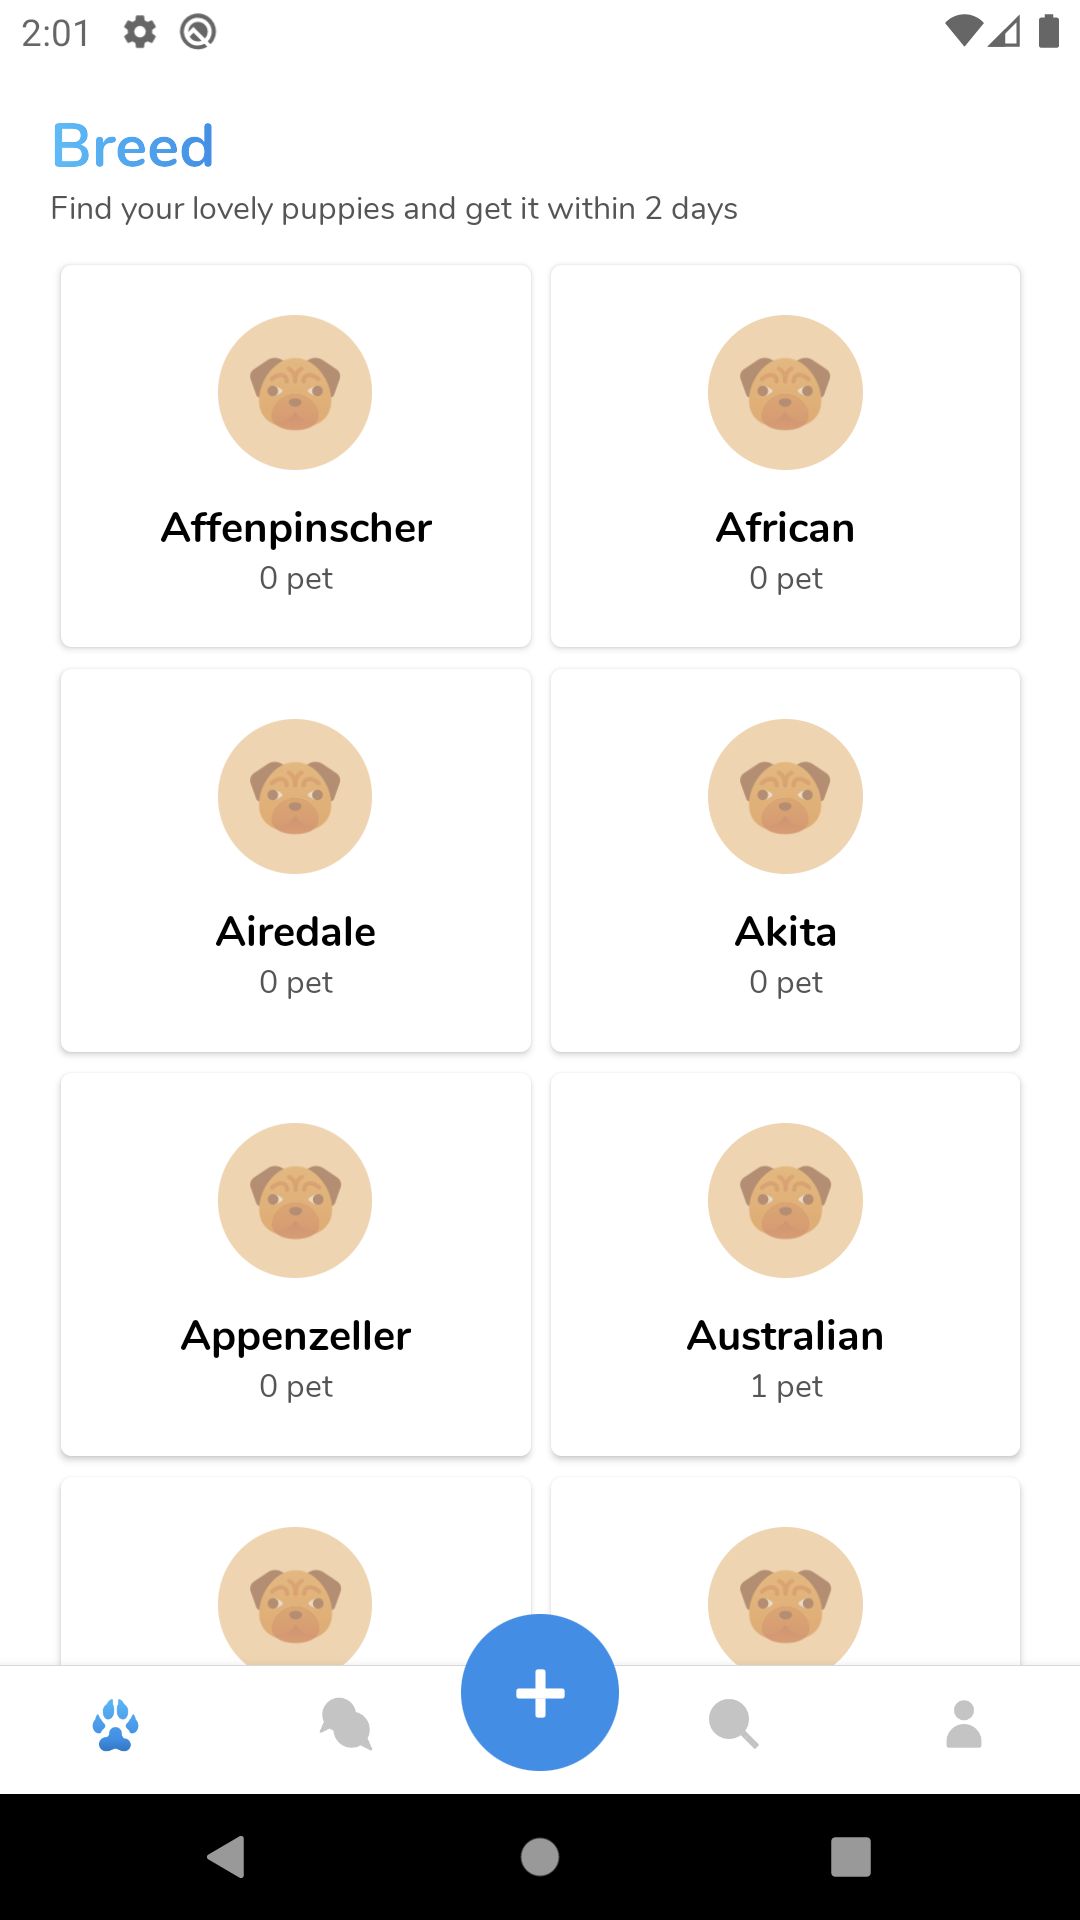 2:01
Breed
Find your lovely puppies and get it within 2 days
Affenpinscher
0 pet
African
0 pet
Airedale
0 pet
Akita
0 pet
Appenzeller
0 pet
Australian
1 pet